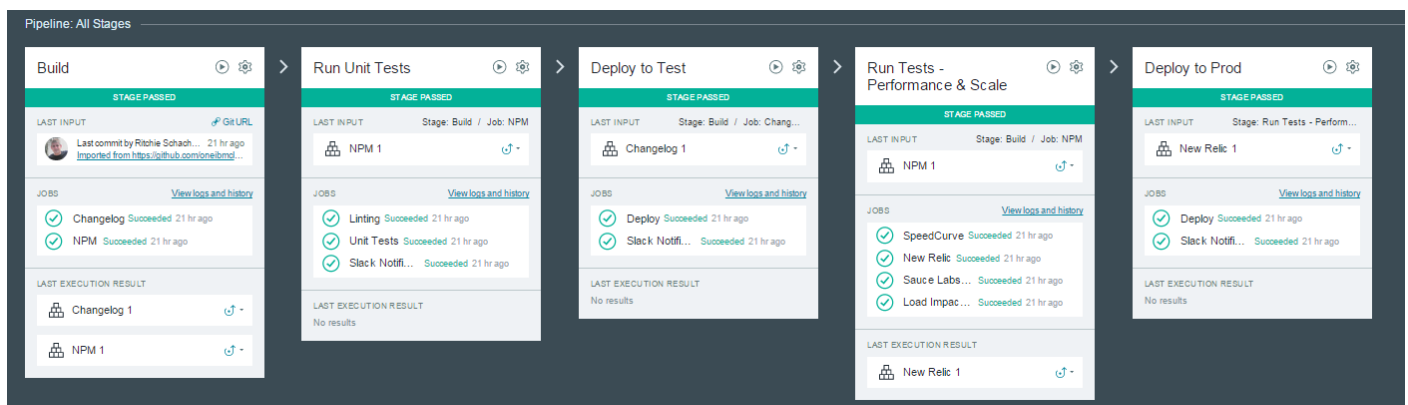 Pipeline: All Stages
Build
STAGE PASSED
LAST INPUT Git URL
Last commit by Ritchie Schach... 21 hr ago
Imported from https://github.com/oneibmcl...
JOBS View logs and history
Changelog Succeeded 21 hr ago
NPM Succeeded 21 hr ago
LAST EXECUTION RESULT
Changelog 1
NPM 1
Run Unit Tests
STAGE PASSED
LAST INPUT Stage: Build / Job: NPM
NPM 1
JOBS View logs and history
Linting Succeeded 21 hr ago
Unit Tests Succeeded 21 hr ago
Slack Notifi... Succeeded 21 hr ago
LAST EXECUTION RESULT
No results
Deploy to Test
STAGE PASSED
LAST INPUT Stage: Build / Job: Chang...
Changelog 1
JOBS View logs and history
Deploy Succeeded 21 hr ago
Slack Notifi... Succeeded 21 hr ago
LAST EXECUTION RESULT
No results
Run Tests -
Performance & Scale
STAGE PASSED
LAST INPUT Stage: Build / Job: NPM
NPM 1
JOBS View logs and history
SpeedCurve Succeeded 21 hr ago
New Relic Succeeded 21 hr ago
Sauce Labs... Succeeded 21 hr ago
Load Impac... Succeeded 21 hr ago
LAST EXECUTION RESULT
New Relic 1
Deploy to Prod
STAGE PASSED
LAST INPUT Stage: Run Tests - Perform...
New Relic 1
JOBS View logs and history
Deploy Succeeded 21 hr ago
Slack Notifi... Succeeded 21 hr ago
LAST EXECUTION RESULT
No results